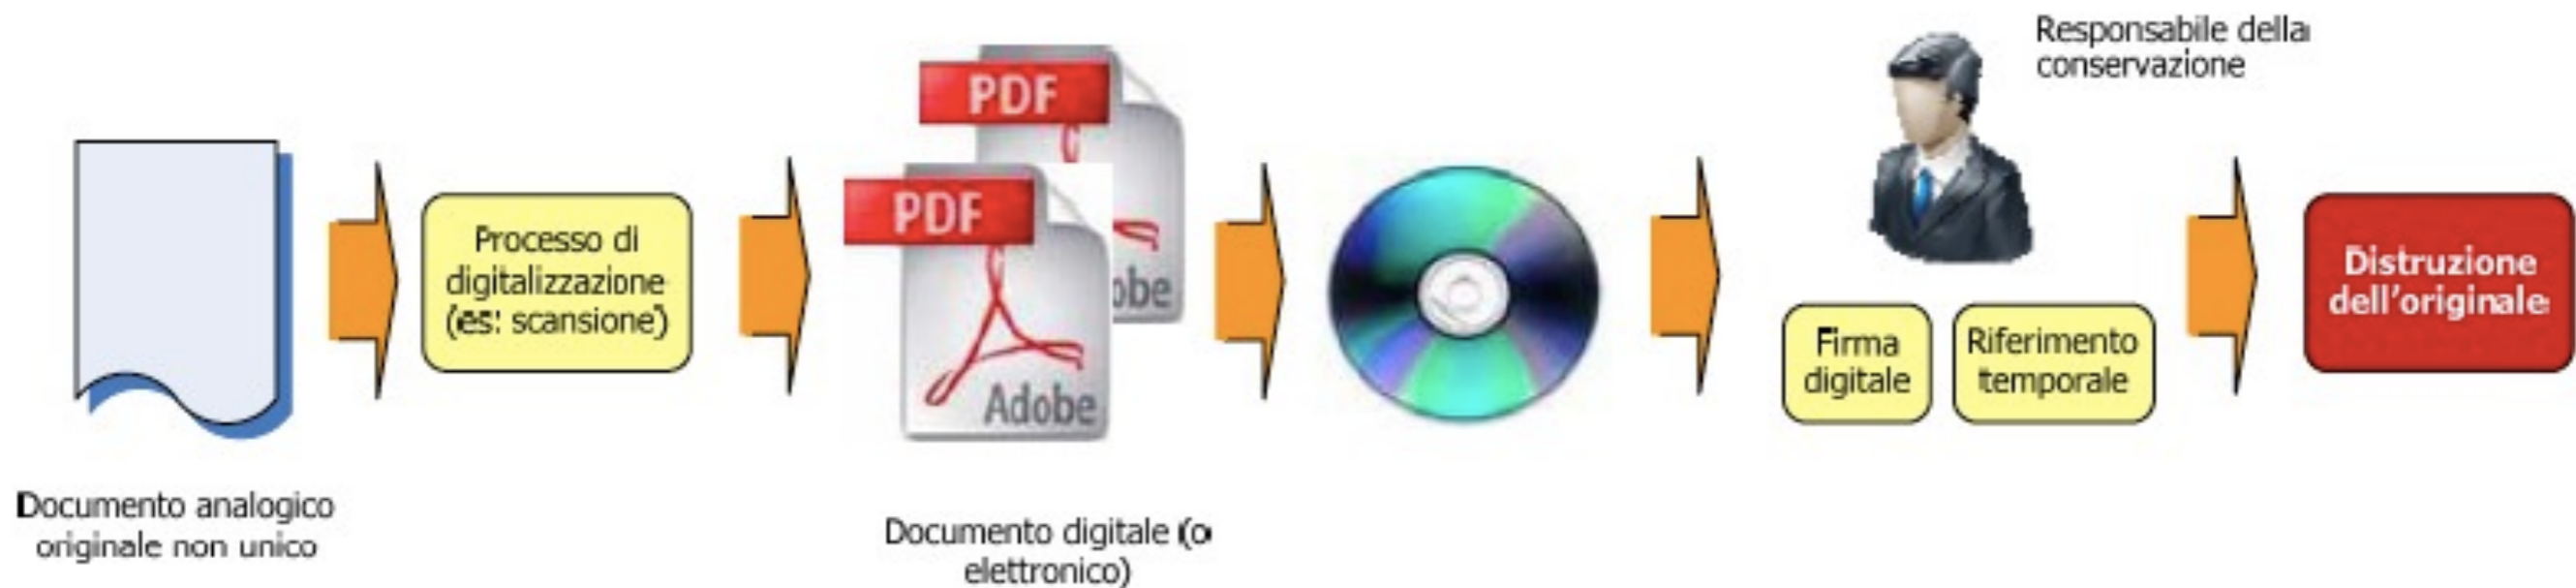 Documento analogico
originale non unico
Processo di
digitalizzazione
(es: scansione)
PDF
obe
PDF
Adobe
Documento digitale (o
elettronico)
Responsabile della
conservazione
Firma
digitale
Riferimento
temporale
Distruzione
dell'originale